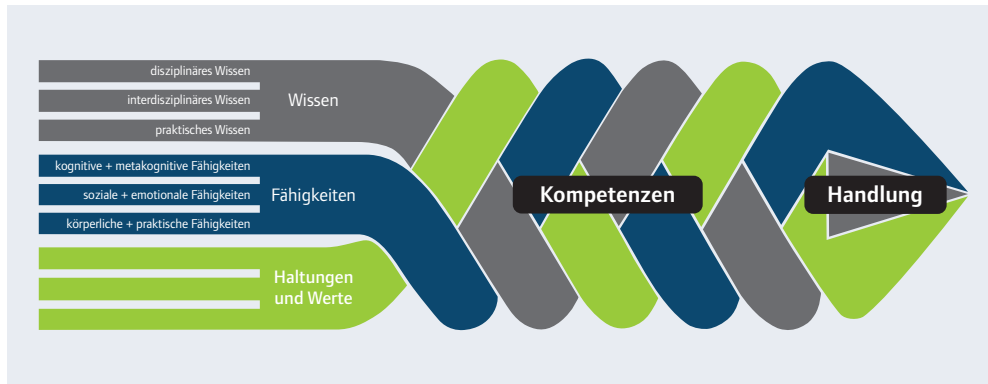 disziplinäres Wissen
interdisziplinäres Wissen
praktisches Wissen
Wissen
kognitive + metakognitive Fähigkeiten
soziale + emotionale Fähigkeiten
körperliche + praktische Fähigkeiten
Fähigkeiten
Haltungen
und Werte
Kompetenzen
Handlung